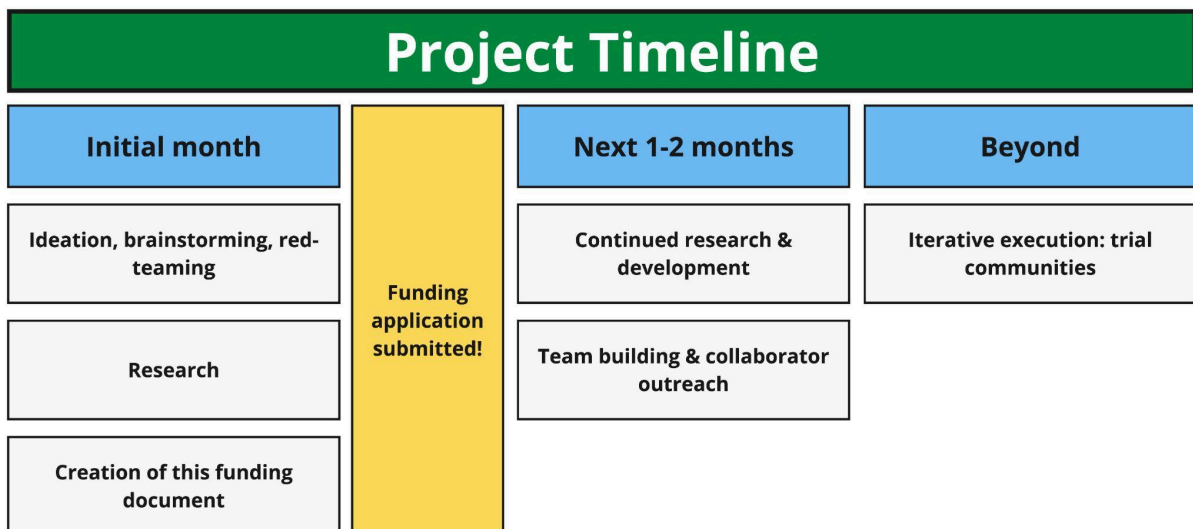 Project Timeline
Initial month
Ideation, brainstorming, red-
teaming
Research
Creation of this funding
document
Funding
application
submitted!
Next 1-2 months
Continued research &
development
Team building & collaborator
outreach
Beyond
Iterative execution: trial
communities